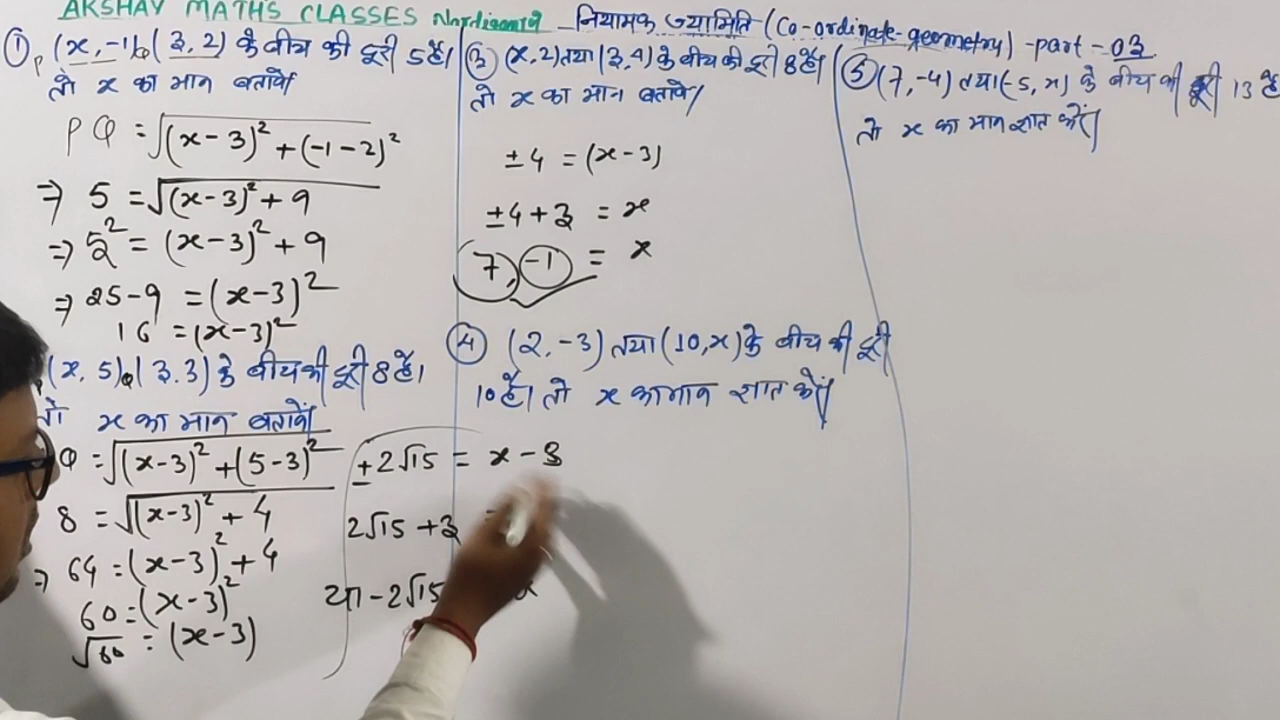 AKSHAY MATHS CLASSES नियामक ज्यामिति (Co-ordinate-geometry) -part-03
① P(x, -1) Q(3, 2) के बीच की दूरी 5 है।
तो x का मान बतावें
PQ = √(x-3)² + (-1-2)²
⇒ 5 = √(x-3)² + 9
⇒ 5² = (x-3)² + 9
⇒ 25-9 = (x-3)²
16 = (x-3)²
(x, 5) Q(3.3) के बीच की दूरी 8 है।
तो x का मान बतावें
Q = √(x-3)² + (5-3)²
8 = √(x-3)² + 4
⇒ 64 = (x-3)² + 4
60 = (x-3)²
√60 = (x-3)
± 2√15 = x - 3
2√15 + 3 =
या - 2√15
③ (x, 2) तथा (3, 4) के बीच की दूरी 8 है।
तो x का मान बतावें
± 4 = (x-3)
± 4 + 3 = x
7, -1 = x
④ (2, -3) तथा (10, x) के बीच की दूरी
10 है। तो x का मान ज्ञात करें।
⑤ (7, -4) तथा (-5, x) के बीच की दूरी 13 है
तो x का मान ज्ञात करें।